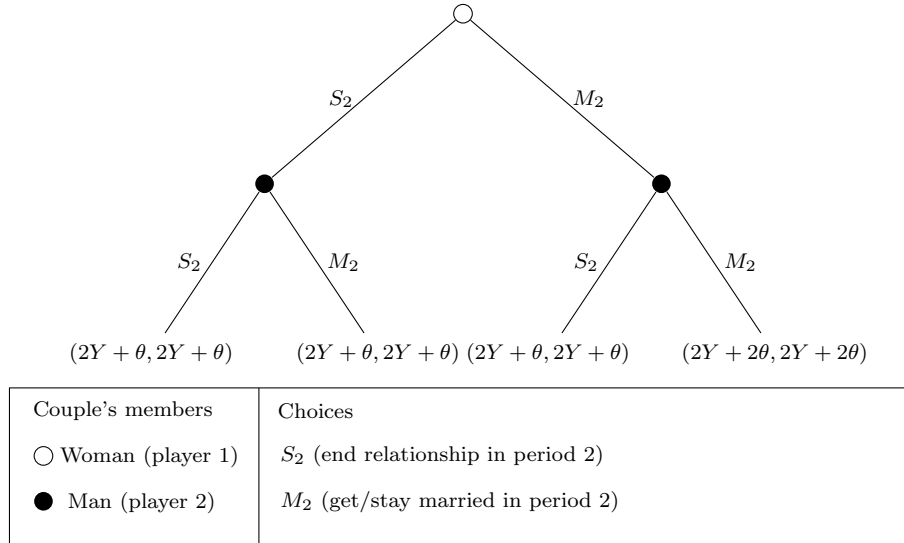 S₂
M₂
S₂
M₂
S₂
M₂
(2Y + θ, 2Y + θ)
(2Y + θ, 2Y + θ)
(2Y + θ, 2Y + θ)
(2Y + 2θ, 2Y + 2θ)
Couple's members
Choices
Woman (player 1)
S₂ (end relationship in period 2)
Man (player 2)
M₂ (get/stay married in period 2)